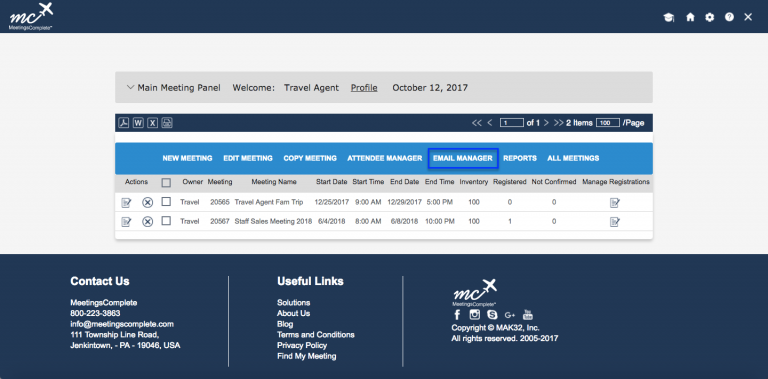 mc
MeetingsComplete
Main Meeting Panel Welcome: Travel Agent Profile October 12, 2017
1 of 1 2 Items 100 /Page
NEW MEETING EDIT MEETING COPY MEETING ATTENDEE MANAGER EMAIL MANAGER REPORTS ALL MEETINGS
Actions Owner Meeting Meeting Name Start Date Start Time End Date End Time Inventory Registered Not Confirmed Manage Registrations
Travel 20565 Travel Agent Fam Trip 12/25/2017 9:00 AM 12/29/2017 5:00 PM 100 0 0
Travel 20567 Staff Sales Meeting 2018 6/4/2018 8:00 AM 6/8/2018 10:00 PM 100 1 0
Contact Us
MeetingsComplete
800-223-3863
info@meetingscomplete.com
111 Township Line Road,
Jenkintown, - PA - 19046, USA
Useful Links
Solutions
About Us
Blog
Terms and Conditions
Privacy Policy
Find My Meeting
mc
MeetingsComplete
Copyright © MAK32, Inc.
All rights reserved. 2005-2017